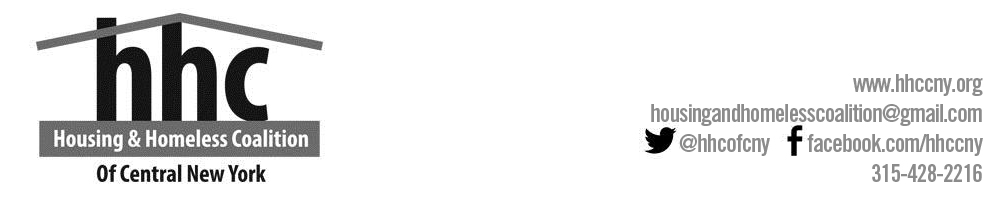 hhc
Housing & Homeless Coalition
Of Central New York
www.hhccny.org
housingandhomelesscoalition@gmail.com
@hhcofcny facebook.com/hhccny
315-428-2216